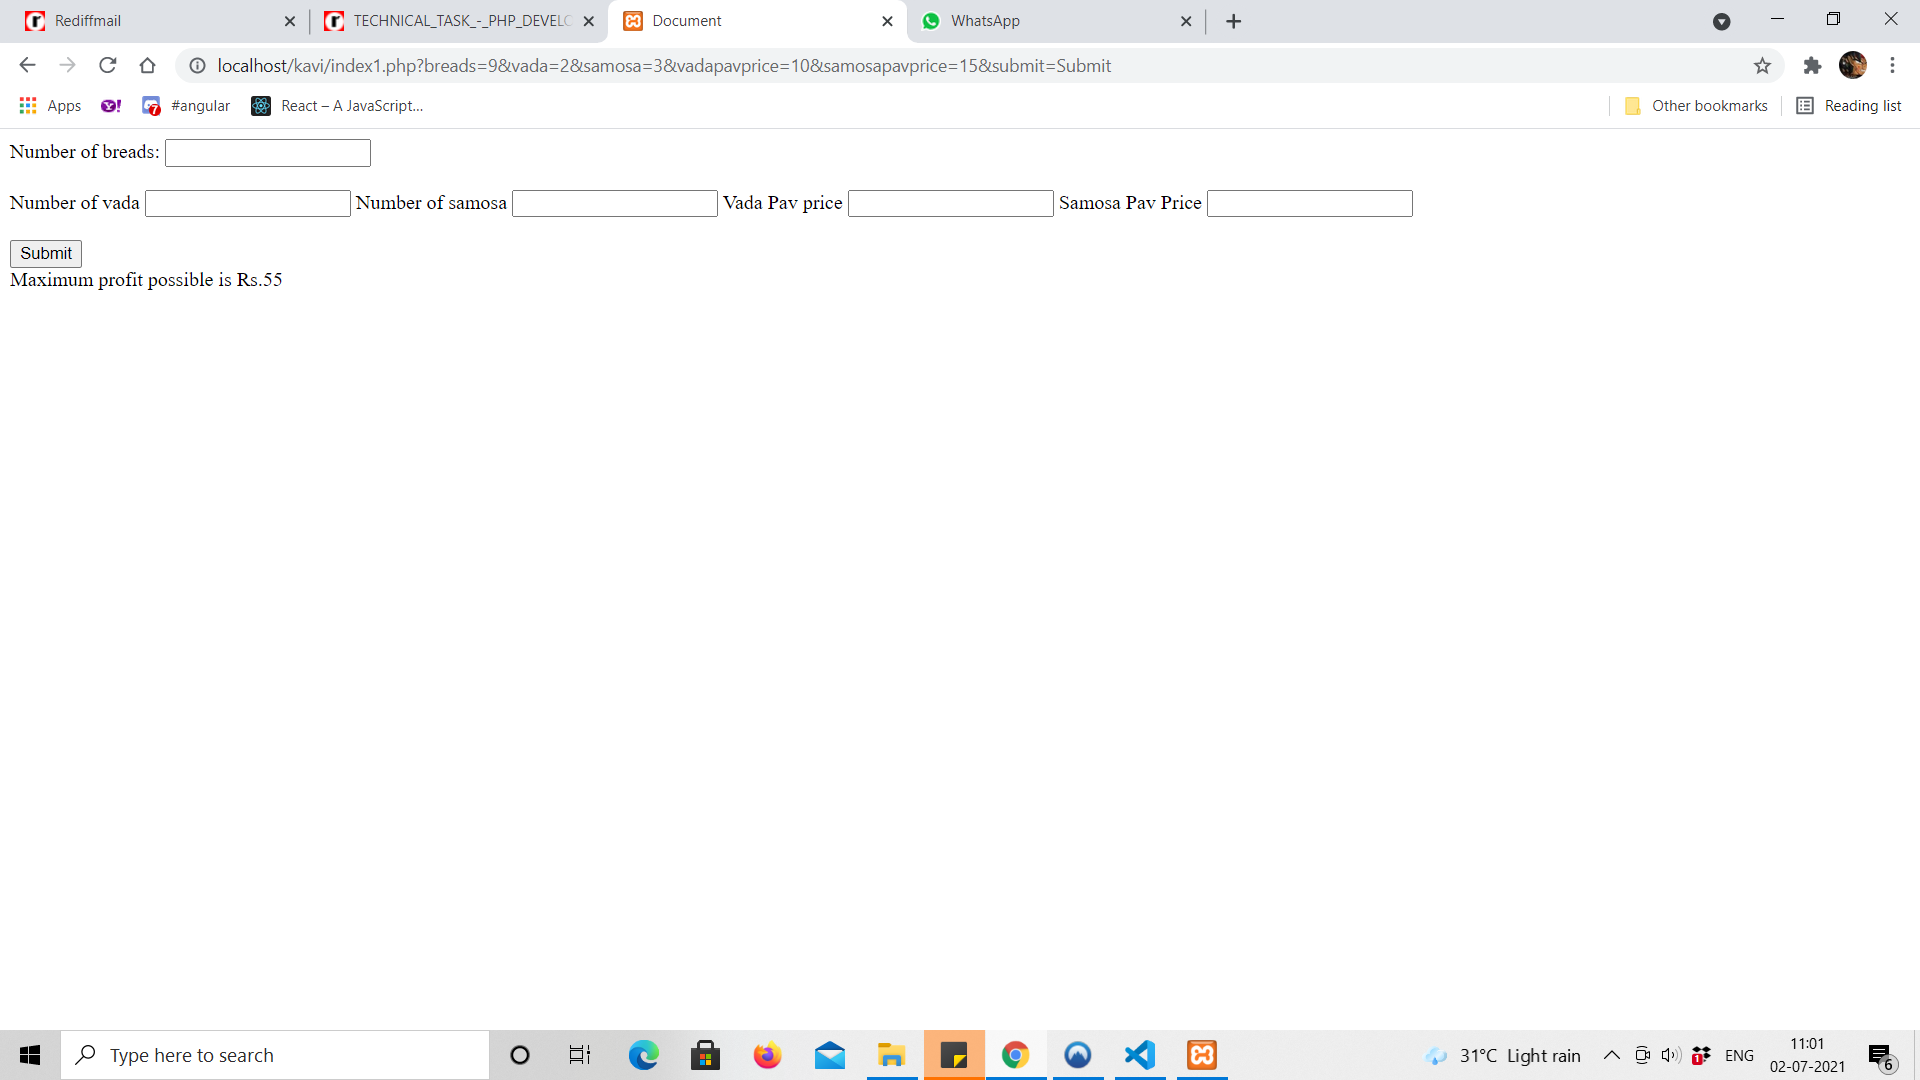 Rediffmail
TECHNICAL_TASK_-_PHP_DEVELO
Document
WhatsApp
localhost/kavi/index1.php?breads=9&vada=2&samosa=3&vadapavprice=10&samosapavprice=15&submit=Submit
Apps
Y!
7
#angular
React – A JavaScript...
Other bookmarks
Reading list
Number of breads:
Number of vada Number of samosa Vada Pav price Samosa Pav Price
Submit
Maximum profit possible is Rs.55
Type here to search
31°C Light rain
1
ENG
11:01
02-07-2021
6